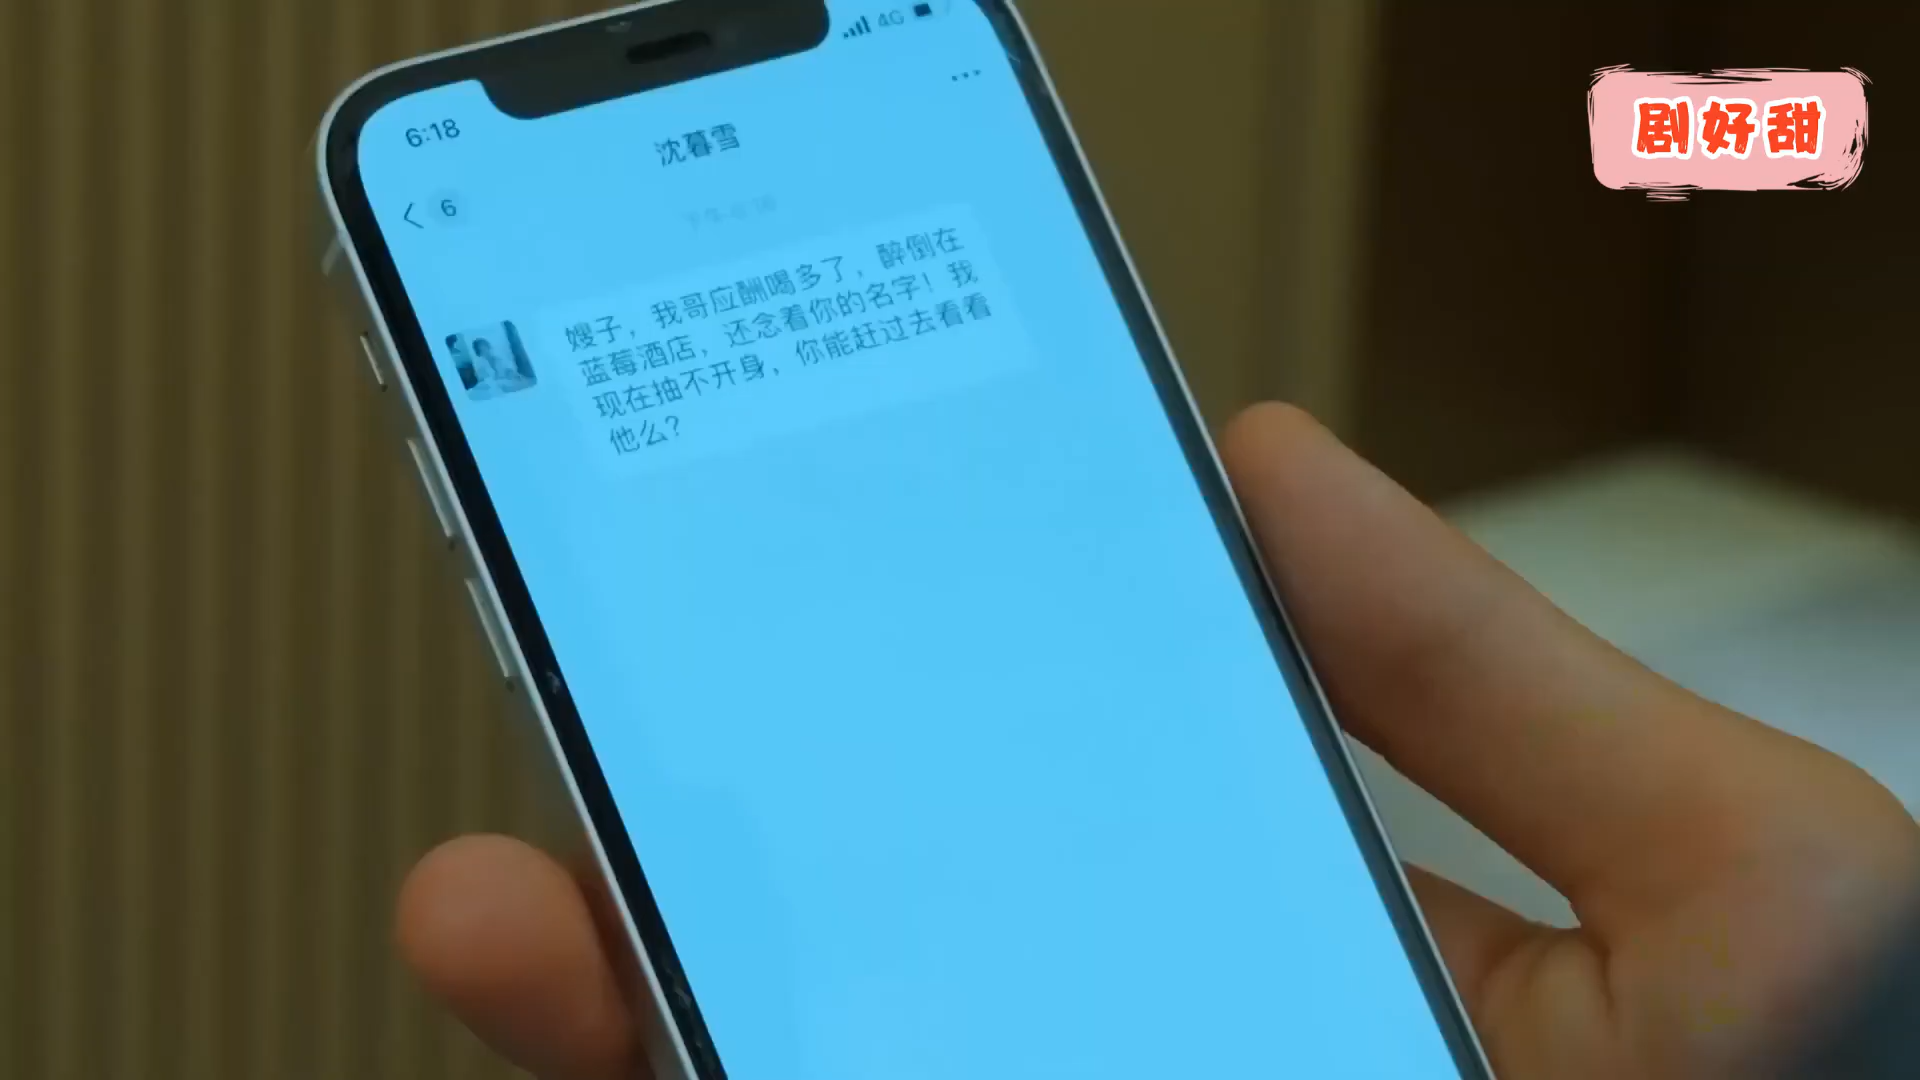 剧好甜
6:18
4G
沈暮雪
6
嫂子，我哥应酬喝多了，醉倒在
蓝莓酒店，还念着你的名字！我
现在抽不开身，你能赶过去看看
他么？